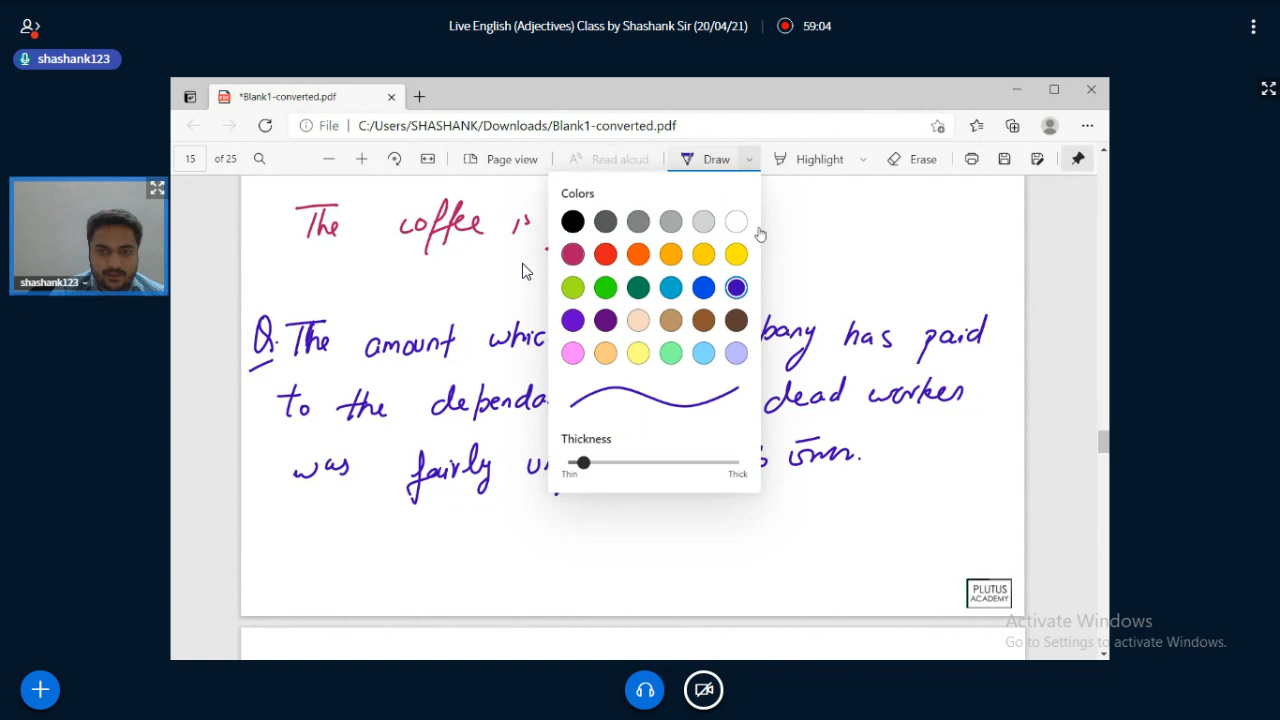 Live English (Adjectives) Class by Shashank Sir (20/04/21)
59:04
shashank123
*Blank1-converted.pdf
File
C:/Users/SHASHANK/Downloads/Blank1-converted.pdf
15 of 25
Page view
Read aloud
Draw
Highlight
Erase
Colors
The coffee is
shashank123
Q. The amount
has paid
to the
dead worker
Thickness
was fairly
Thin
Thick
PLUTUS
ACADEMY
Activate Windows
Go to Settings to activate Windows.